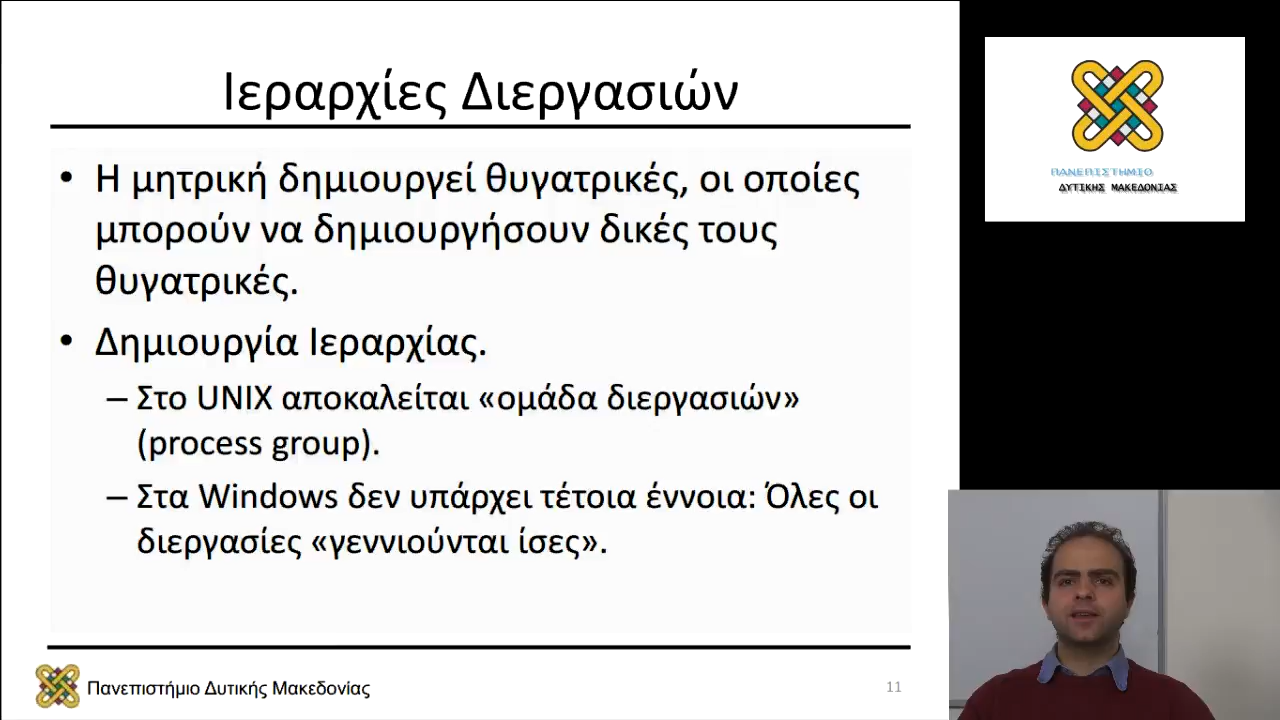 Ιεραρχίες Διεργασιών
• Η μητρική δημιουργεί θυγατρικές, οι οποίες
μπορούν να δημιουργήσουν δικές τους
θυγατρικές.
• Δημιουργία Ιεραρχίας.
– Στο UNIX αποκαλείται «ομάδα διεργασιών»
(process group).
– Στα Windows δεν υπάρχει τέτοια έννοια: Όλες οι
διεργασίες «γεννιούνται ίσες».
Πανεπιστήμιο Δυτικής Μακεδονίας
11
ΠΑΝΕΠΙΣΤΗΜΙΟ
ΔΥΤΙΚΗΣ ΜΑΚΕΔΟΝΙΑΣ